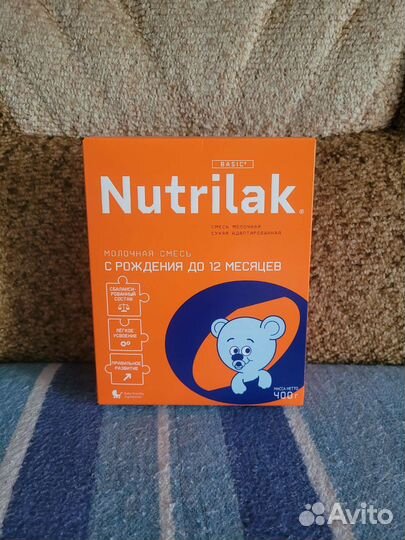 BASIC+
Nutrilak®
СМЕСЬ МОЛОЧНАЯ
СУХАЯ АДАПТИРОВАННАЯ
МОЛОЧНАЯ СМЕСЬ
С РОЖДЕНИЯ ДО 12 МЕСЯЦЕВ
СБАЛАНСИ-
РОВАННЫЙ
СОСТАВ
ЛЕГКОЕ
УСВОЕНИЕ
ПРАВИЛЬНОЕ
РАЗВИТИЕ
МАССА НЕТТО
400 г
Avito